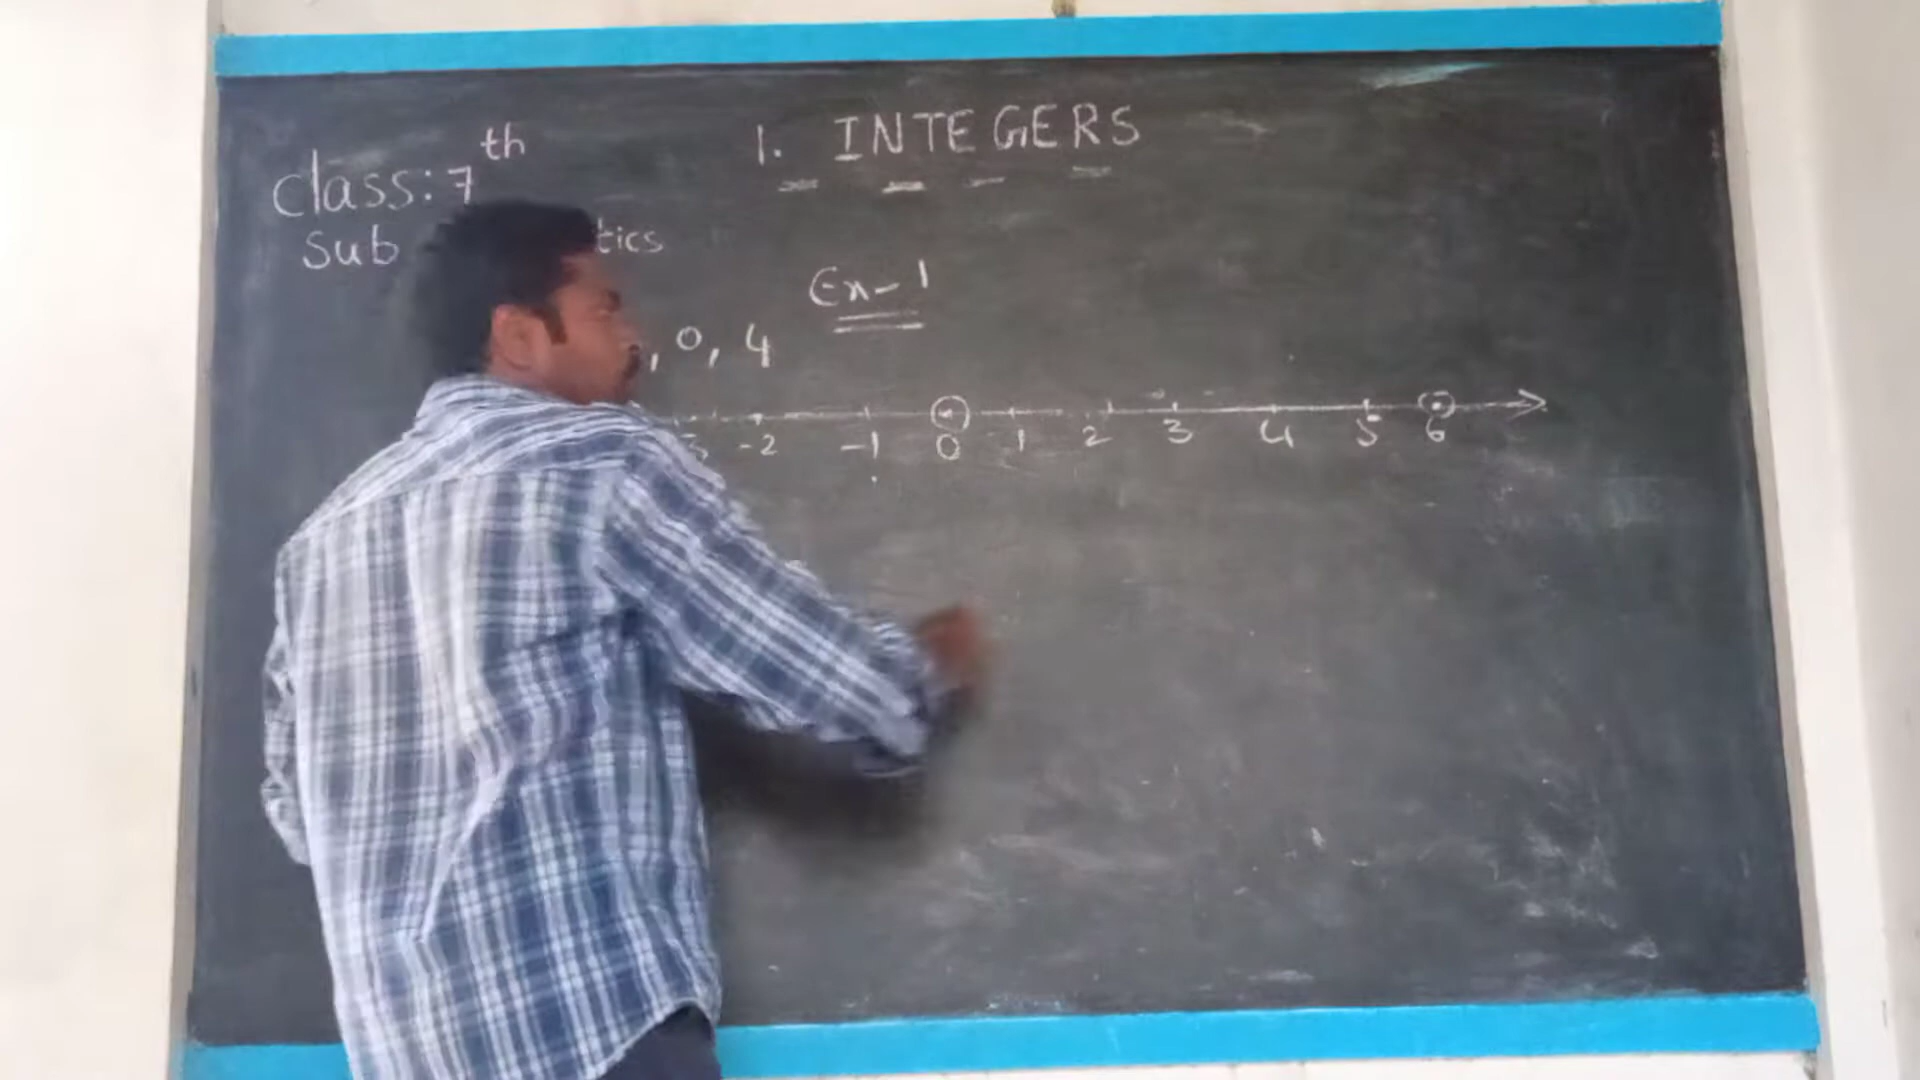 1. INTEGERS
class: 7th
Sub tics
Ex-1
, 0, 4
-2 -1 0 1 2 3 4 5 6